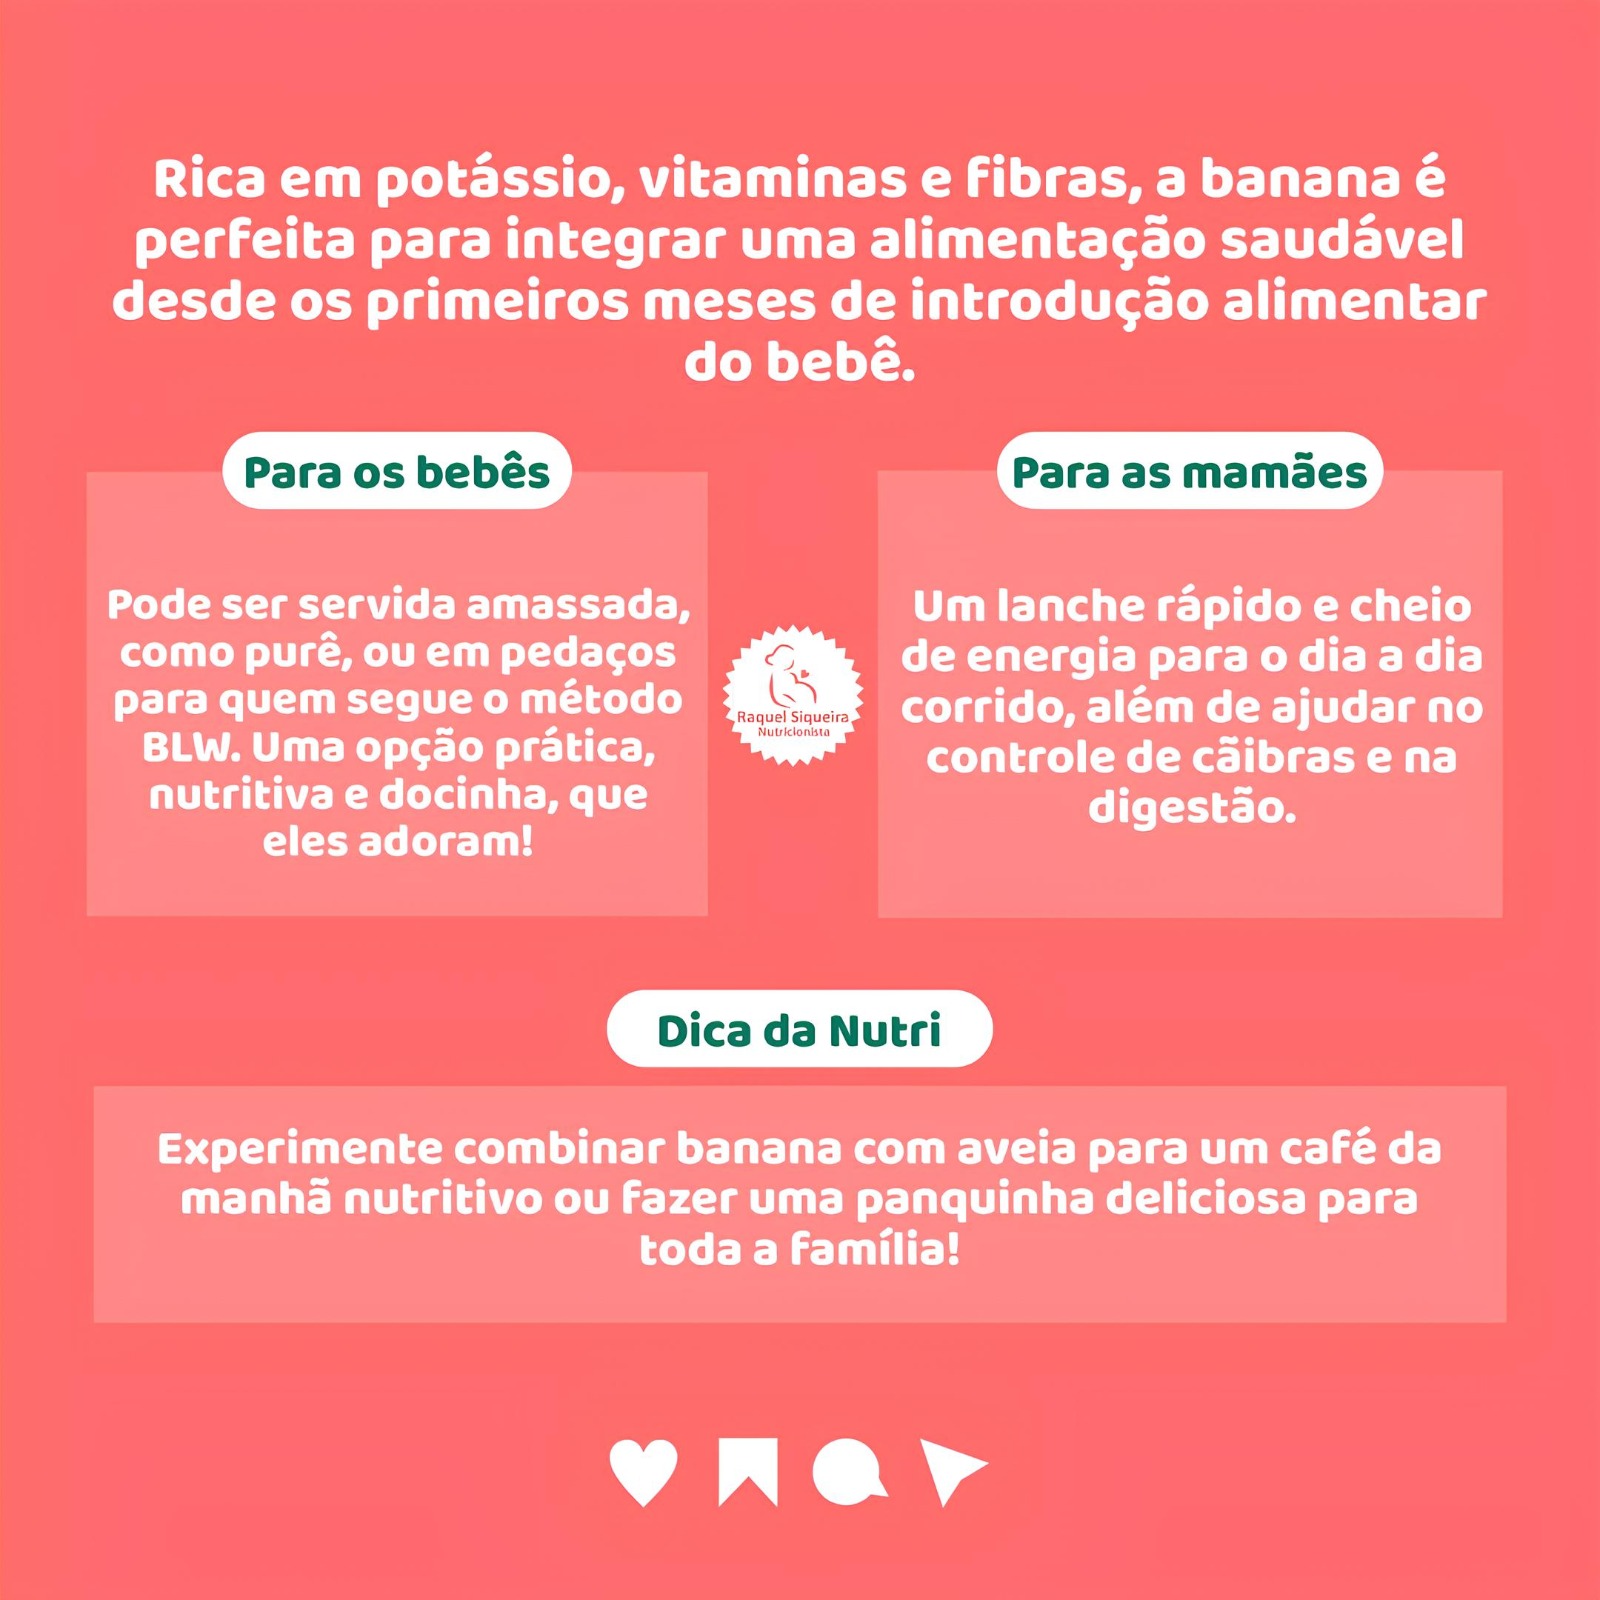 Rica em potássio, vitaminas e fibras, a banana é
perfeita para integrar uma alimentação saudável
desde os primeiros meses de introdução alimentar
do bebê.
Para os bebês
Pode ser servida amassada,
como purê, ou em pedaços
para quem segue o método
BLW. Uma opção prática,
nutritiva e docinha, que
eles adoram!
Raquel Siqueira
Nutricionista
Para as mamães
Um lanche rápido e cheio
de energia para o dia a dia
corrido, além de ajudar no
controle de cãibras e na
digestão.
Dica da Nutri
Experimente combinar banana com aveia para um café da
manhã nutritivo ou fazer uma panquinha deliciosa para
toda a família!